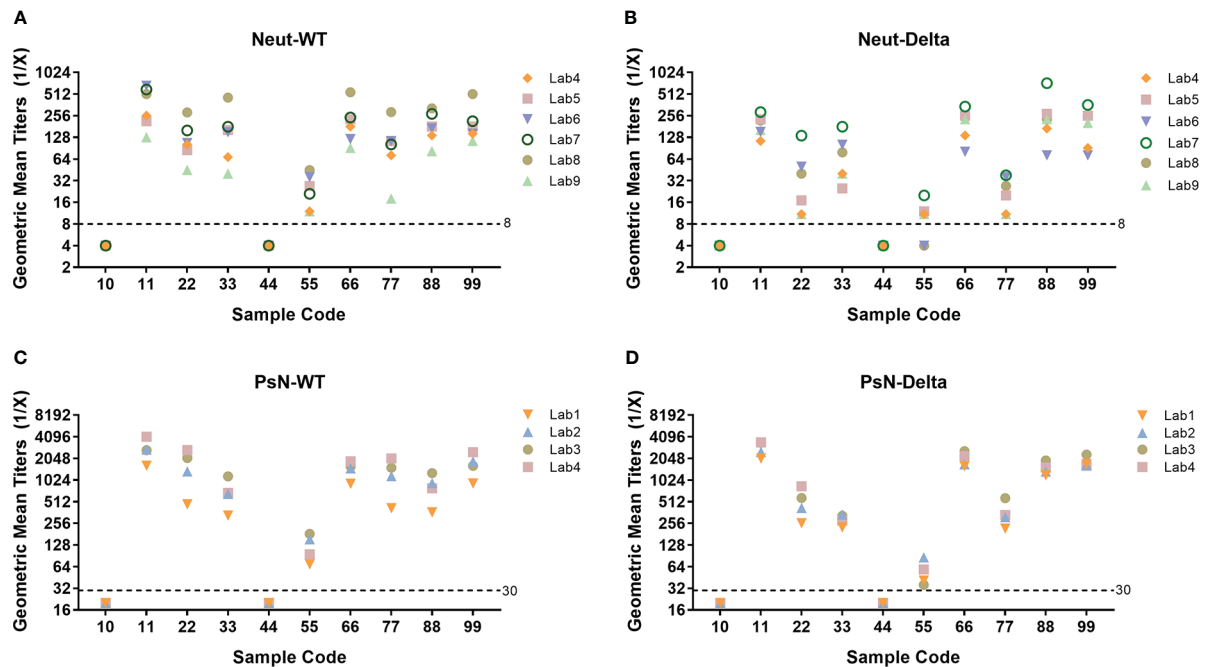 A
Neut-WT
Geometric Mean Titers (1/X)
1024
512
256
128
64
32
16
8
4
2
8
10 11 22 33 44 55 66 77 88 99
Sample Code
Lab4
Lab5
Lab6
Lab7
Lab8
Lab9
B
Neut-Delta
Geometric Mean Titers (1/X)
1024
512
256
128
64
32
16
8
4
2
8
10 11 22 33 44 55 66 77 88 99
Sample Code
Lab4
Lab5
Lab6
Lab7
Lab8
Lab9
C
PsN-WT
Geometric Mean Titers (1/X)
8192
4096
2048
1024
512
256
128
64
32
16
30
10 11 22 33 44 55 66 77 88 99
Sample Code
Lab1
Lab2
Lab3
Lab4
D
PsN-Delta
Geometric Mean Titers (1/X)
8192
4096
2048
1024
512
256
128
64
32
16
30
10 11 22 33 44 55 66 77 88 99
Sample Code
Lab1
Lab2
Lab3
Lab4